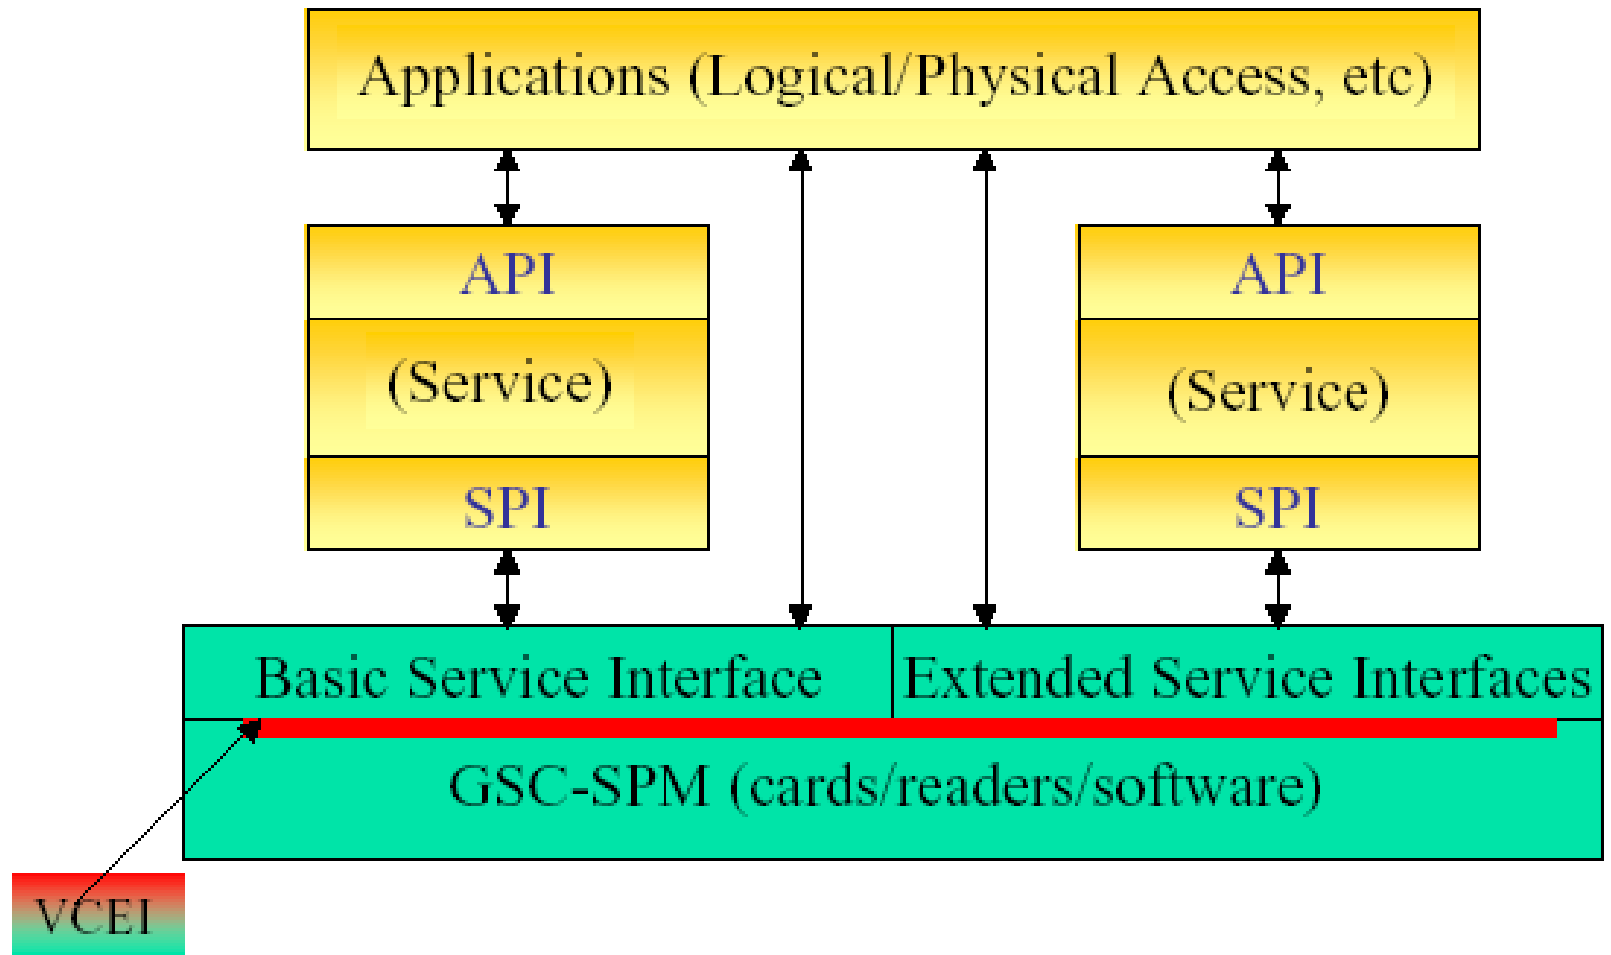 Applications (Logical/Physical Access, etc)
API
(Service)
SPI
API
(Service)
SPI
Basic Service Interface
Extended Service Interfaces
GSC-SPM (cards/readers/software)
VCEI